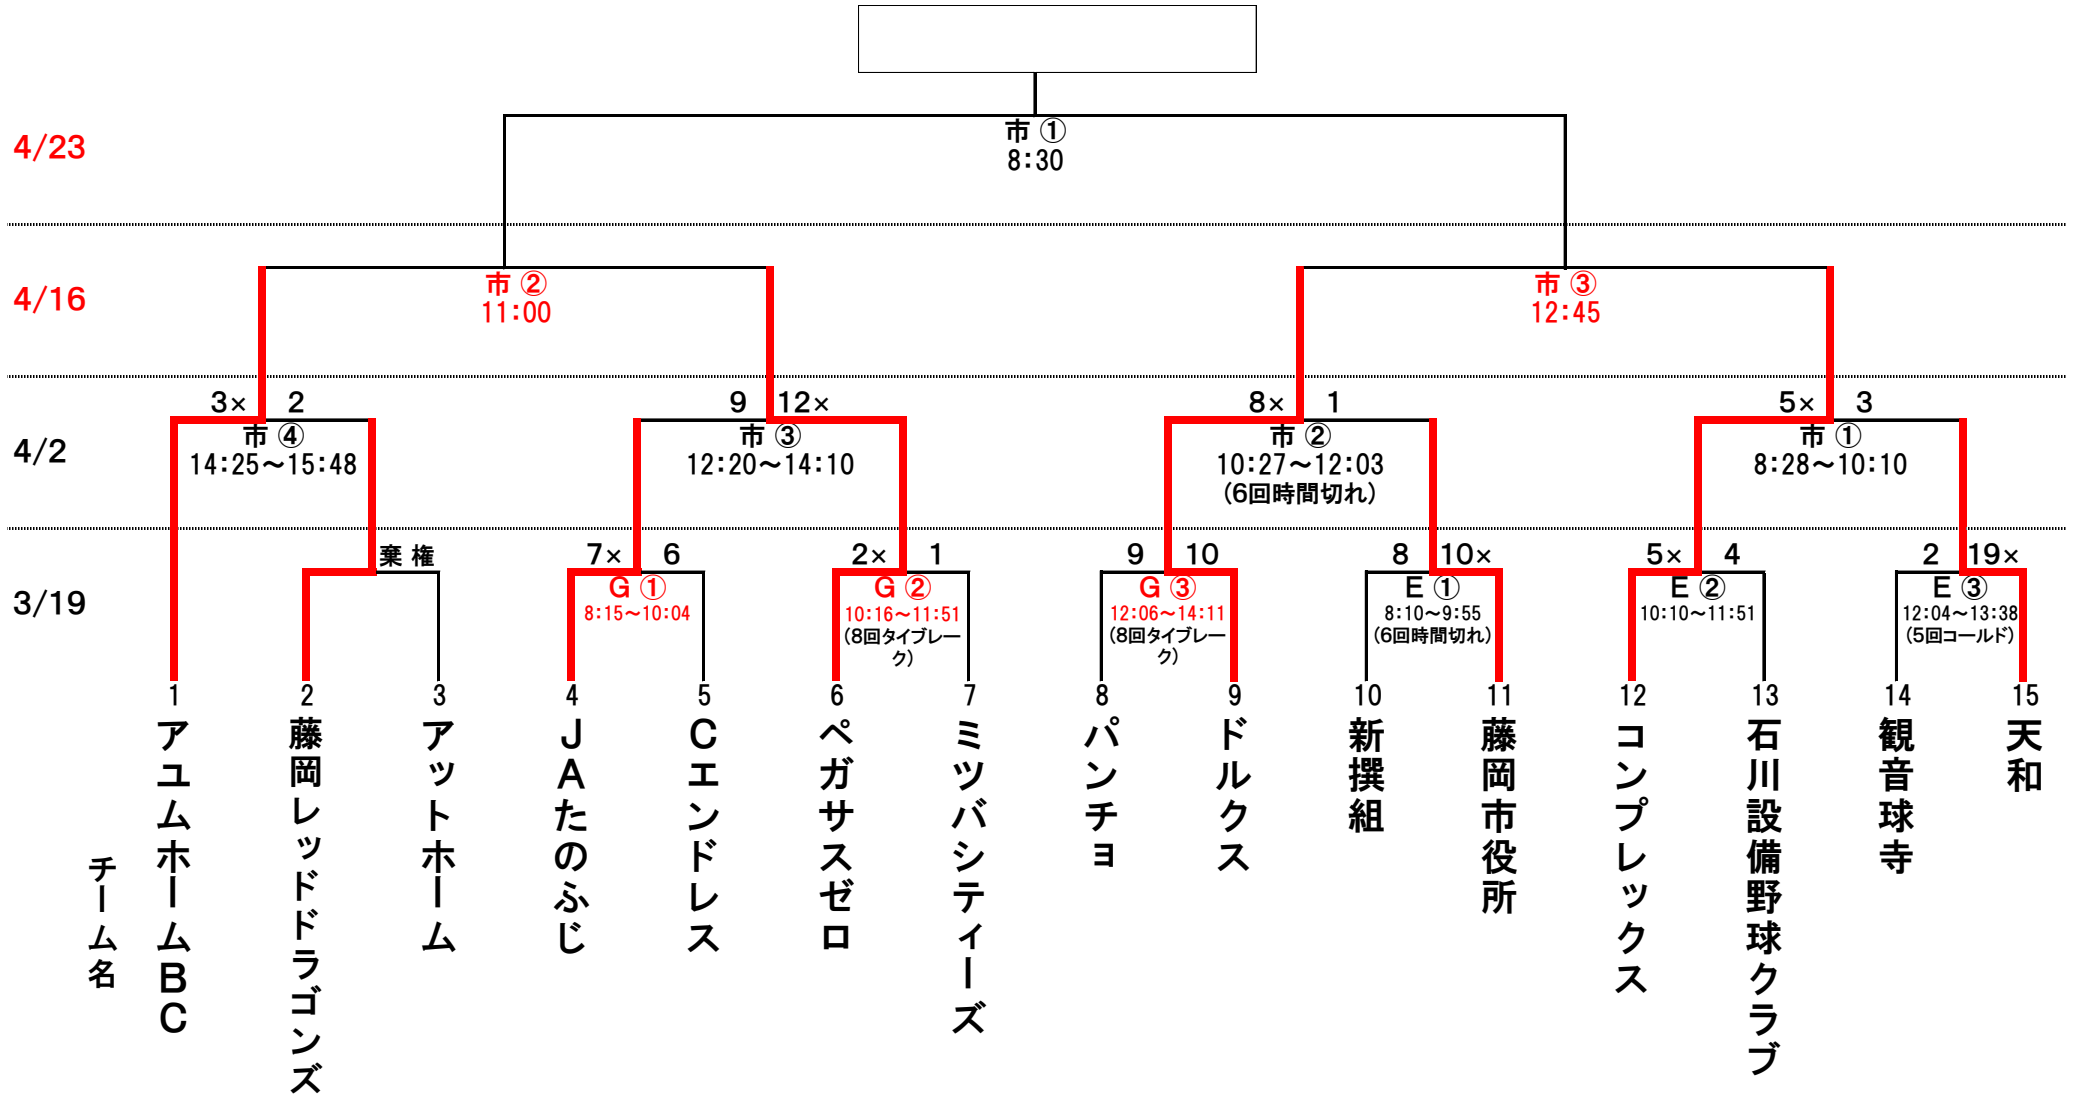 市 ①
4/23
8:30
市 ② 市 ③
4/16
11:00 12:45
3× 2 9 12× 8× 1 5× 3
市 ④ 市 ③ 市 ② 市 ①
4/2
14:25～15:48 12:20～14:10 10:27～12:03 8:28～10:10
(6回時間切れ)
棄 権 7× 6 2× 1 9 10 8 10× 5× 4 2 19×
G ① G ② G ③ E ① E ② E ③
3/19
8:15～10:04 10:16～11:51 12:06～14:11 8:10～9:55 10:10～11:51 12:04～13:38
(8回タイブレー (8回タイブレー (6回時間切れ) (5回コールド)
ク) ク)
1 2 3 4 5 6 7 8 9 10 11 12 13 14 15
チーム名
アユムホームBC
藤岡レッドドラゴンズ
アットホーム
JAたのふじ
Cエンドレス
ペガサスゼロ
ミツバシティーズ
パンチョ
ドルクス
新撰組
藤岡市役所
コンプレックス
石川設備野球クラブ
観音球寺
天和